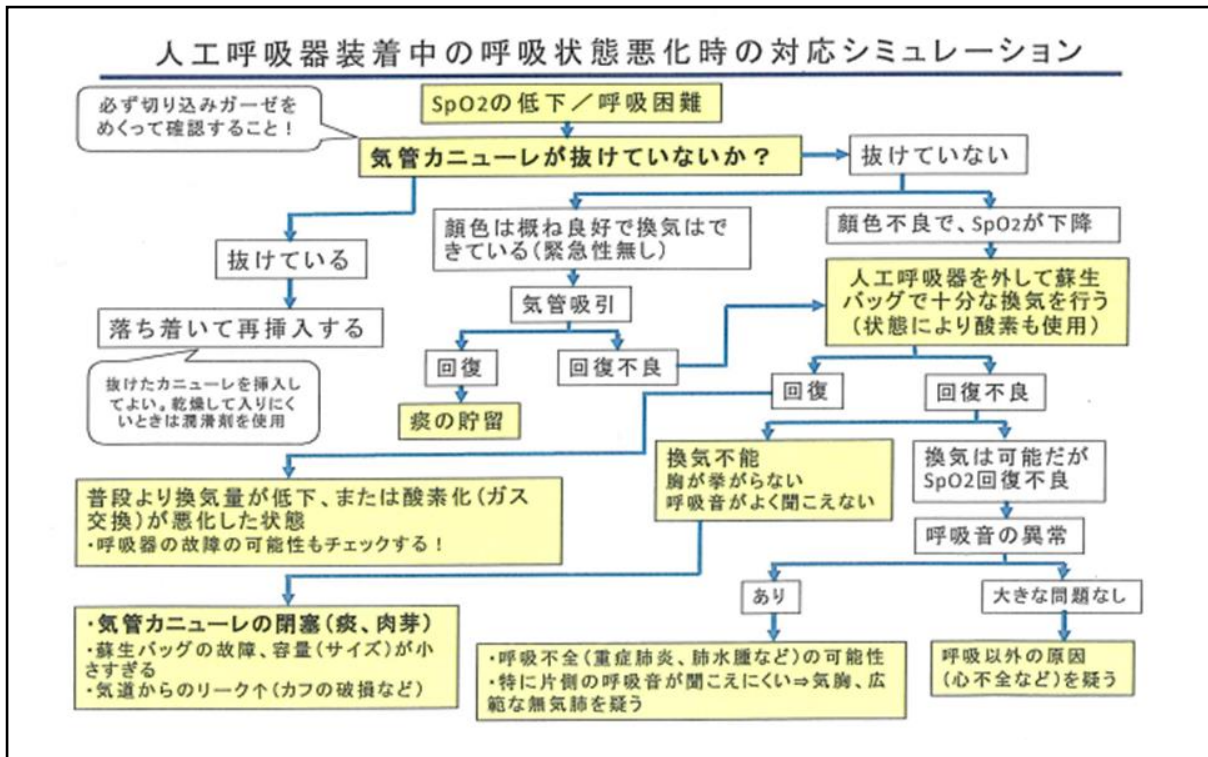 人工呼吸器装着中の呼吸状態悪化時の対応シミュレーション
必ず切り込みガーゼを
めくって確認すること！
SpO2の低下／呼吸困難
気管カニューレが抜けていないか？
抜けていない
抜けている
落ち着いて再挿入する
抜けたカニューレを挿入し
てよい。乾燥して入りにく
いときは潤滑剤を使用
顔色は概ね良好で換気はで
きている（緊急性無し）
気管吸引
回復
回復不良
痰の貯留
顔色不良で、SpO2が下降
人工呼吸器を外して蘇生
バッグで十分な換気を行う
（状態により酸素も使用）
回復
回復不良
普段より換気量が低下、または酸素化（ガス
交換）が悪化した状態
・呼吸器の故障の可能性もチェックする！
換気不能
胸が挙がらない
呼吸音がよく聞こえない
換気は可能だが
SpO2回復不良
呼吸音の異常
・気管カニューレの閉塞（痰、肉芽）
・蘇生バッグの故障、容量（サイズ）が小
さすぎる
・気道からのリーク↑（カフの破損など）
あり
大きな問題なし
・呼吸不全（重症肺炎、肺水腫など）の可能性
・特に片側の呼吸音が聞こえにくい⇒気胸、広
範な無気肺を疑う
呼吸以外の原因
（心不全など）を疑う